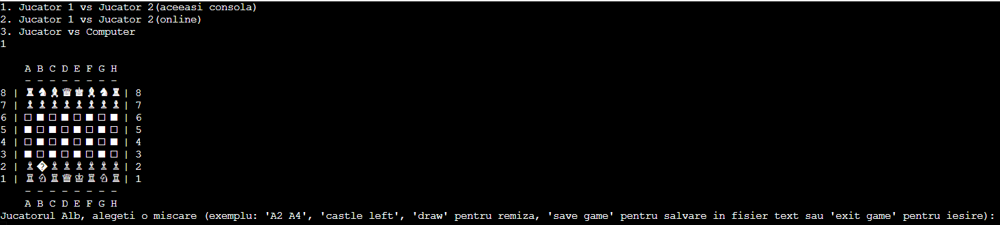 1. Jucator 1 vs Jucator 2(aceeasi consola)
2. Jucator 1 vs Jucator 2(online)
3. Jucator vs Computer
1
A B C D E F G H
_ _ _ _ _ _ _ _
8 | ♜ ♞ ♝ ♛ ♚ ♝ ♞ ♜ | 8
7 | ♟ ♟ ♟ ♟ ♟ ♟ ♟ ♟ | 7
6 | □ ■ □ ■ □ ■ □ ■ | 6
5 | ■ □ ■ □ ■ □ ■ □ | 5
4 | □ ■ □ ■ □ ■ □ ■ | 4
3 | ■ □ ■ □ ■ □ ■ □ | 3
2 | ♙ � ♙ ♙ ♙ ♙ ♙ ♙ | 2
1 | ♖ ♘ ♖ ♕ ♔ ♖ ♘ ♖ | 1
_ _ _ _ _ _ _ _
A B C D E F G H
Jucatorul Alb, alegeti o miscare (exemplu: 'A2 A4', 'castle left', 'draw' pentru remiza, 'save game' pentru salvare in fisier text sau 'exit game' pentru iesire):